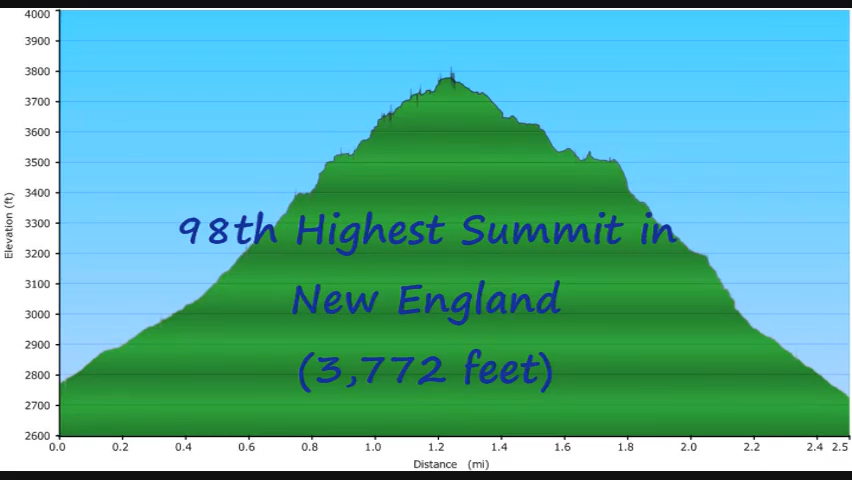 4000
3900
3800
3700
3600
3500
3400
3300
3200
3100
3000
2900
2800
2700
2600
Elevation (ft)
98th Highest Summit in
New England
(3,772 feet)
0.0 0.2 0.4 0.6 0.8 1.0 1.2 1.4 1.6 1.8 2.0 2.2 2.4 2.5
Distance (mi)